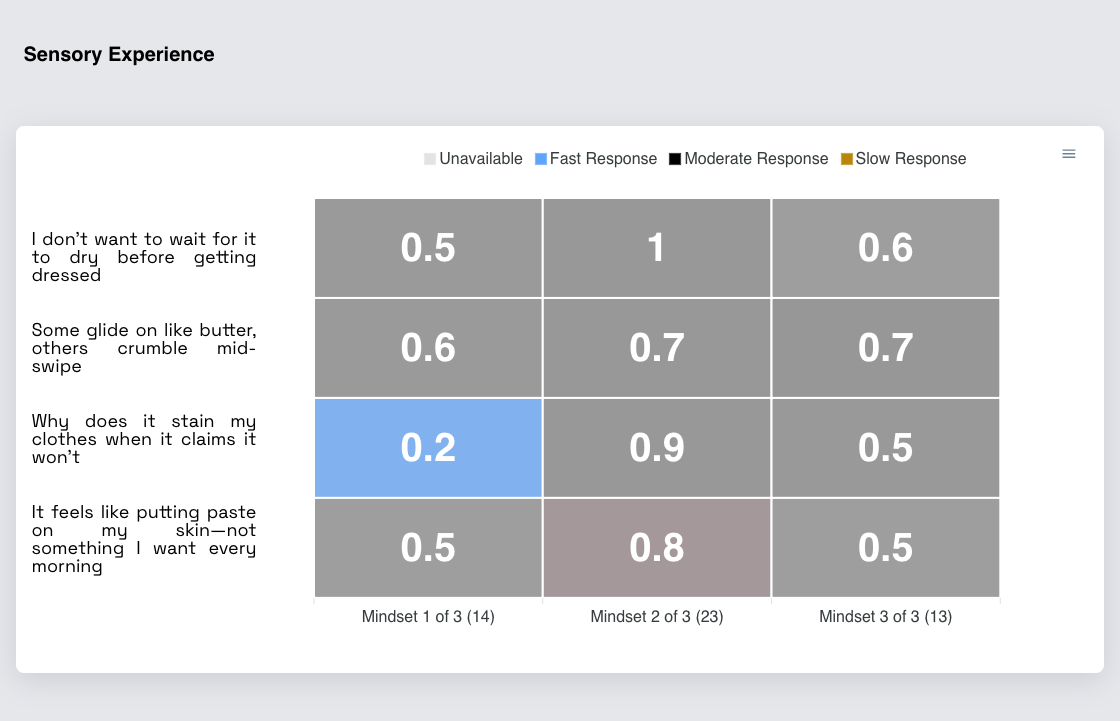 Sensory Experience
Unavailable Fast Response Moderate Response Slow Response
I don't want to wait for it
to dry before getting
dressed
0.5 1 0.6
Some glide on like butter,
others crumble mid-
swipe
0.6 0.7 0.7
Why does it stain my
clothes when it claims it
won't
0.2 0.9 0.5
It feels like putting paste
on my skin—not
something I want every
morning
0.5 0.8 0.5
Mindset 1 of 3 (14) Mindset 2 of 3 (23) Mindset 3 of 3 (13)